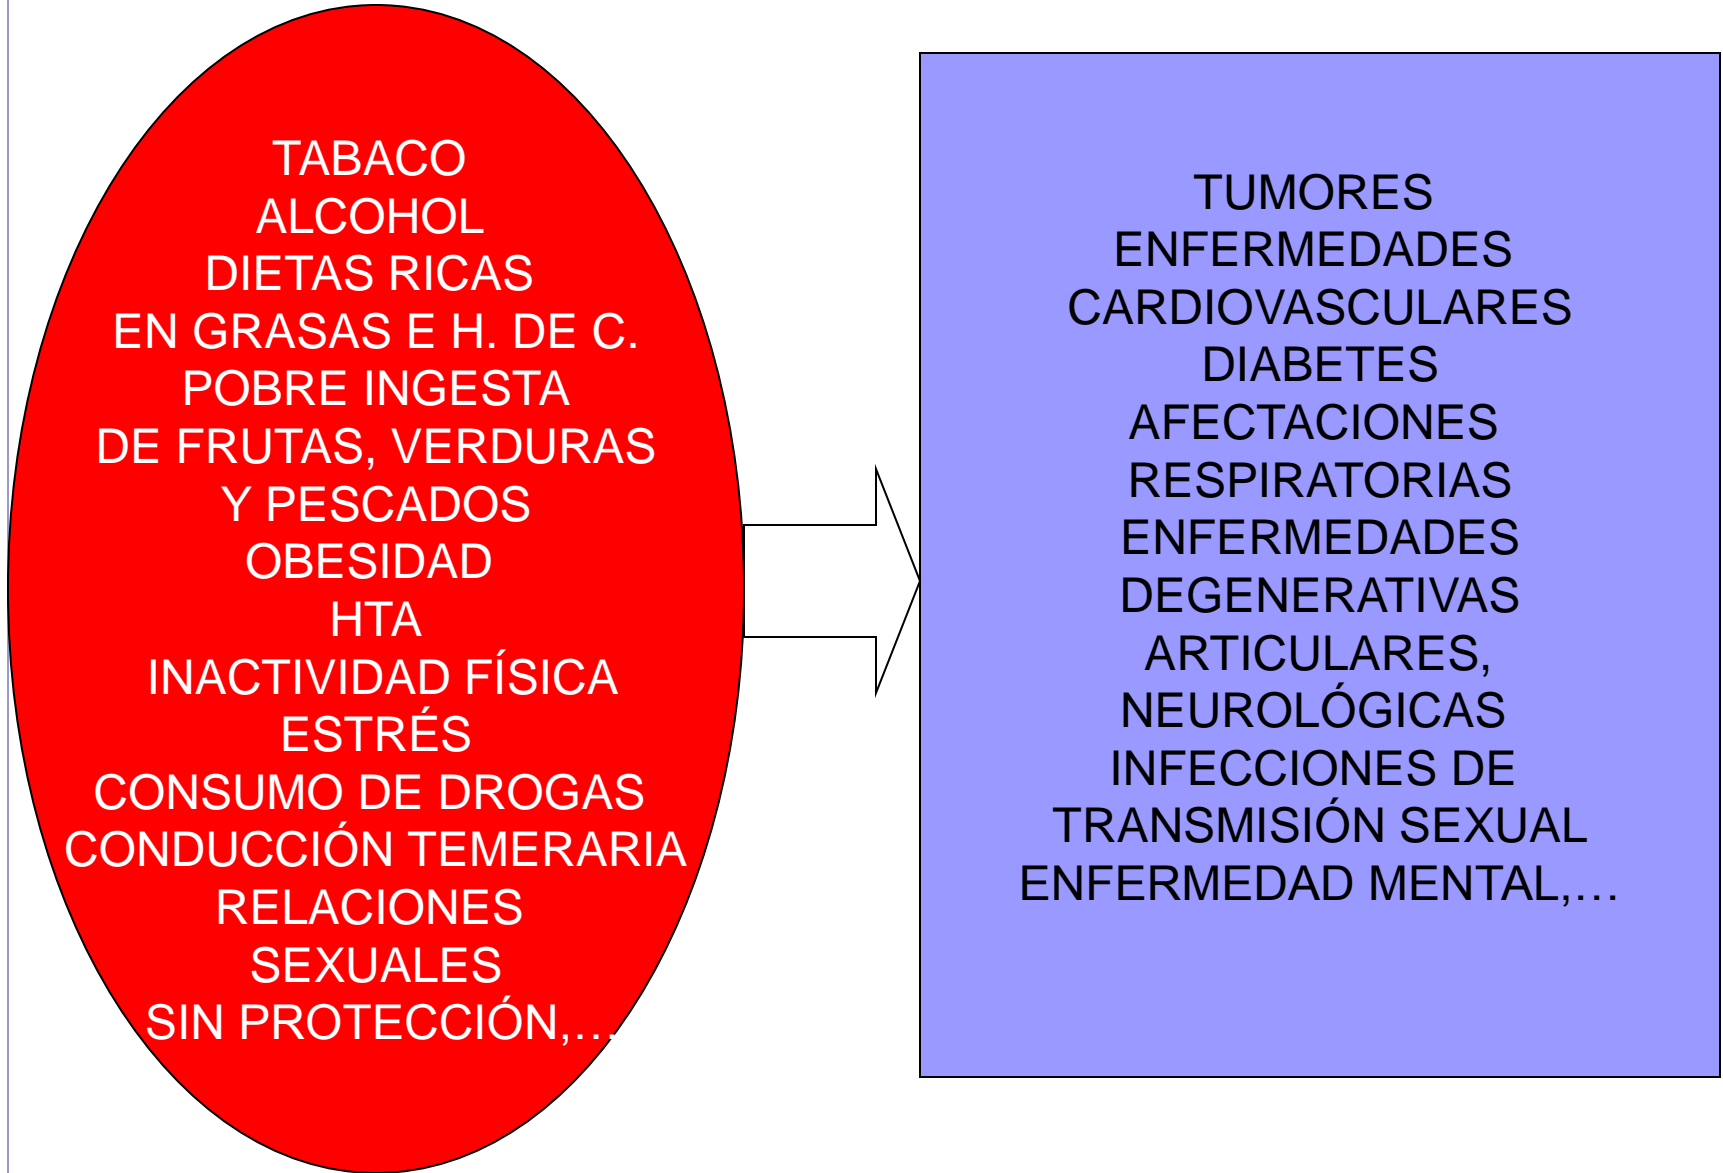 TABACO
ALCOHOL
DIETAS RICAS
EN GRASAS E H. DE C.
POBRE INGESTA
DE FRUTAS, VERDURAS
Y PESCADOS
OBESIDAD
HTA
INACTIVIDAD FÍSICA
ESTRÉS
CONSUMO DE DROGAS
CONDUCCIÓN TEMERARIA
RELACIONES
SEXUALES
SIN PROTECCIÓN,…
TUMORES
ENFERMEDADES
CARDIOVASCULARES
DIABETES
AFECTACIONES
RESPIRATORIAS
ENFERMEDADES
DEGENERATIVAS
ARTICULARES,
NEUROLÓGICAS
INFECCIONES DE
TRANSMISIÓN SEXUAL
ENFERMEDAD MENTAL,…